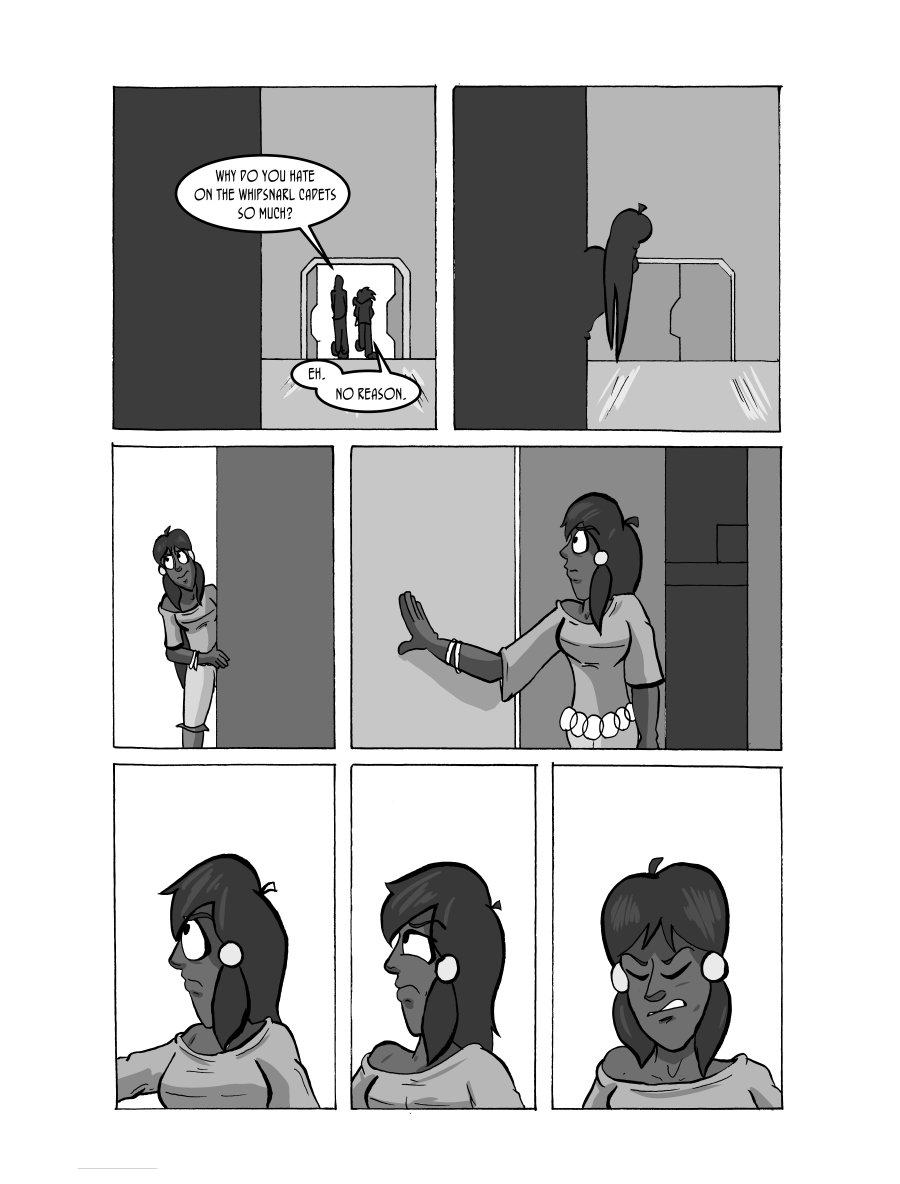 WHY DO YOU HATE
ON THE WHIPSNARL CADETS
SO MUCH?
EH,
NO REASON.